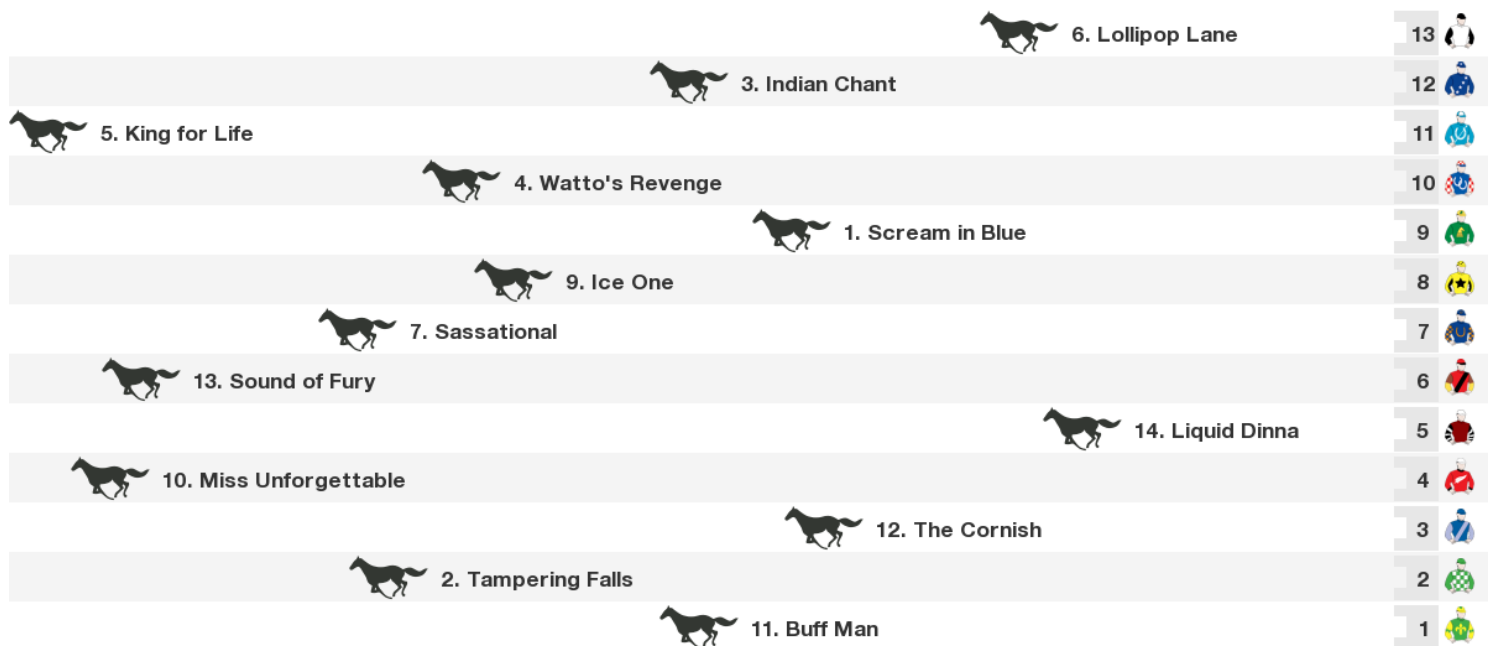 6. Lollipop Lane 13
3. Indian Chant 12
5. King for Life 11
4. Watto's Revenge 10
1. Scream in Blue 9
9. Ice One 8
7. Sassational 7
13. Sound of Fury 6
14. Liquid Dinna 5
10. Miss Unforgettable 4
12. The Cornish 3
2. Tampering Falls 2
11. Buff Man 1